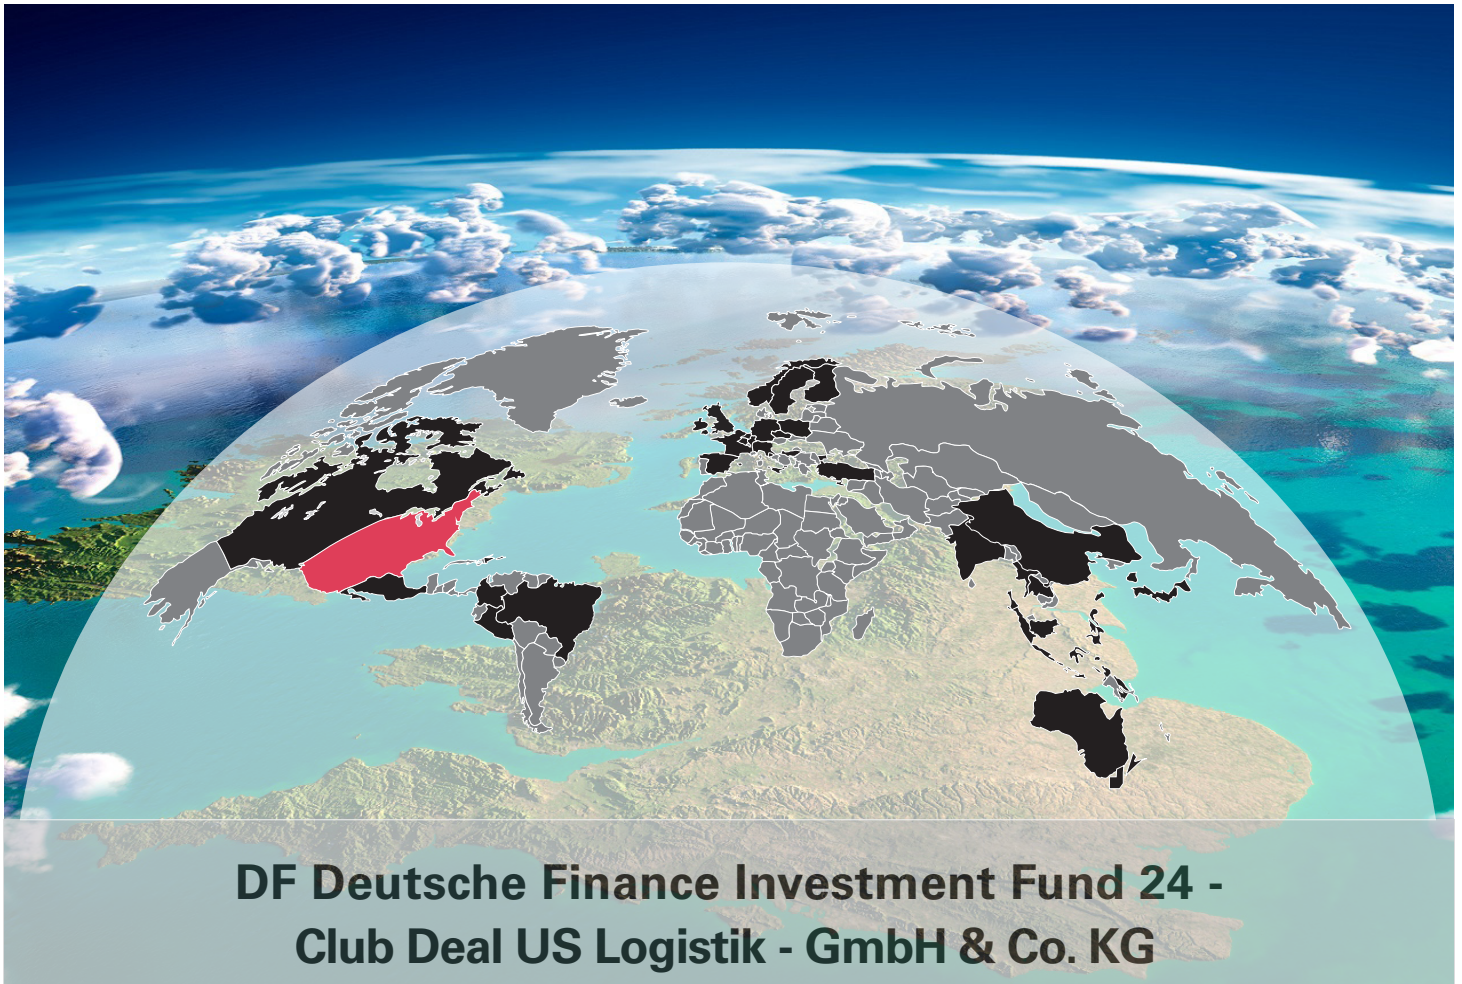 DF Deutsche Finance Investment Fund 24 -
Club Deal US Logistik - GmbH & Co. KG